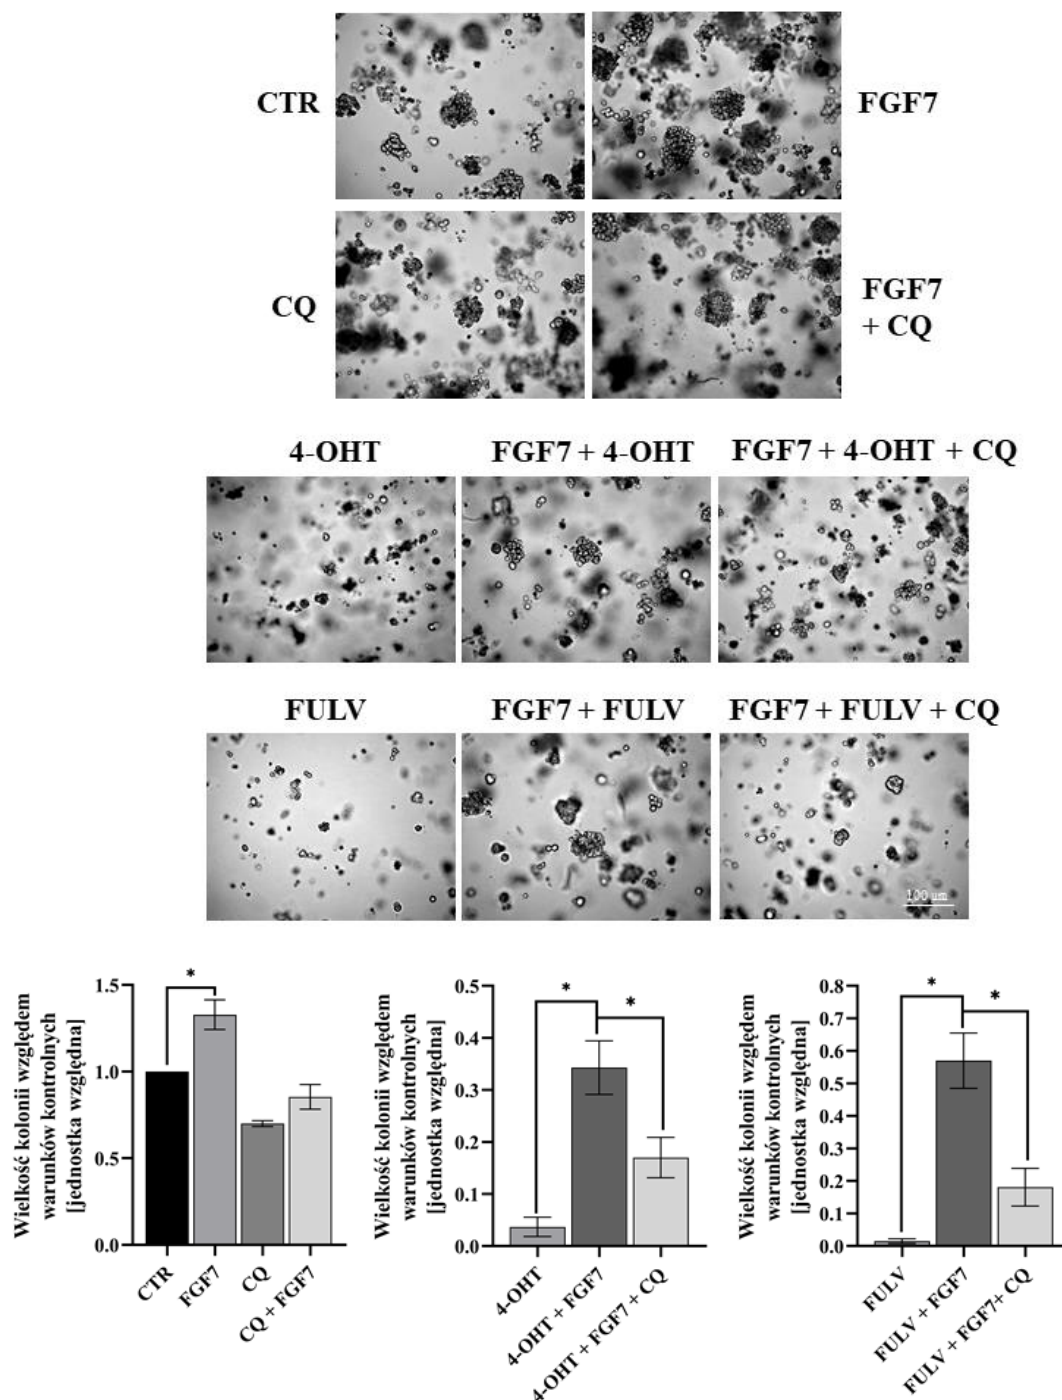 CTR
FGF7
CQ
FGF7
+ CQ
4-OHT
FGF7 + 4-OHT
FGF7 + 4-OHT + CQ
FULV
FGF7 + FULV
FGF7 + FULV + CQ
100 um
Wielkość kolonii względem
warunków kontrolnych
[jednostka względna]
1.5
1.0
0.5
0.0
*
CTR
FGF7
CQ
CQ + FGF7
Wielkość kolonii względem
warunków kontrolnych
[jednostka względna]
0.5
0.4
0.3
0.2
0.1
0.0
*
*
4-OHT
4-OHT + FGF7
4-OHT + FGF7 + CQ
Wielkość kolonii względem
warunków kontrolnych
[jednostka względna]
0.8
0.7
0.6
0.5
0.4
0.3
0.2
0.1
0.0
*
*
FULV
FULV + FGF7
FULV + FGF7+ CQ